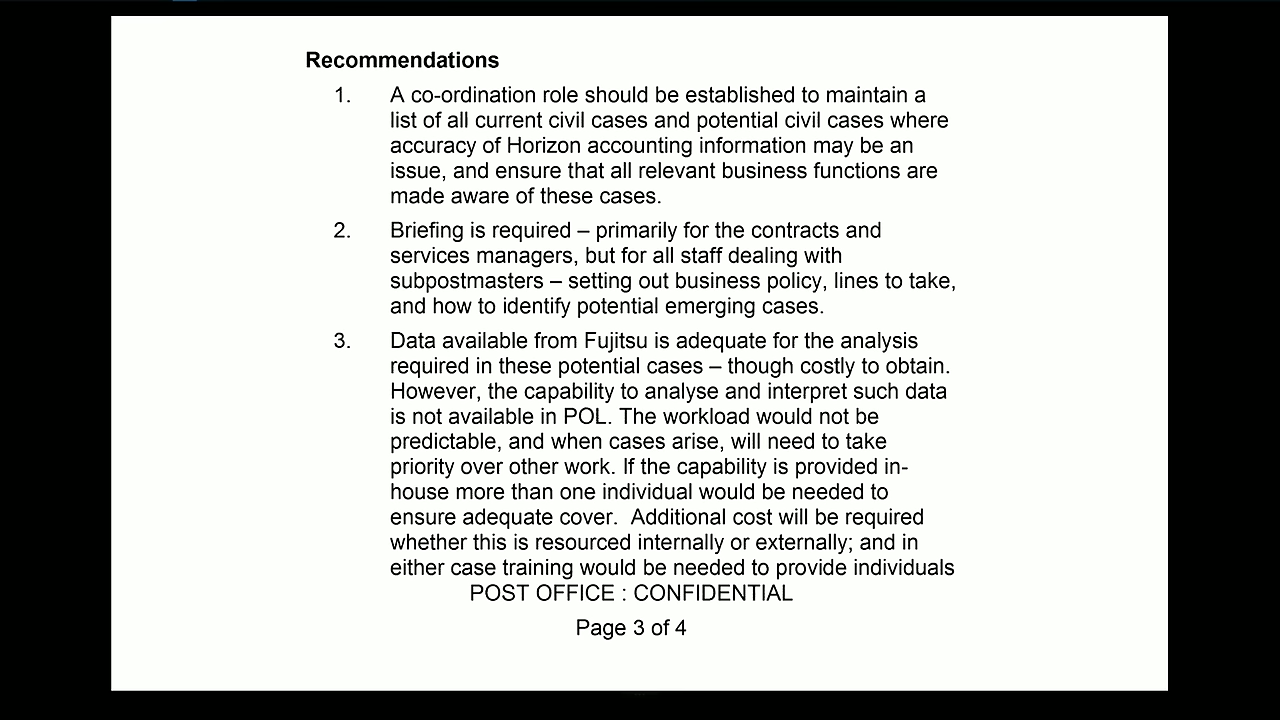 Recommendations
1. A co-ordination role should be established to maintain a
list of all current civil cases and potential civil cases where
accuracy of Horizon accounting information may be an
issue, and ensure that all relevant business functions are
made aware of these cases.
2. Briefing is required – primarily for the contracts and
services managers, but for all staff dealing with
subpostmasters – setting out business policy, lines to take,
and how to identify potential emerging cases.
3. Data available from Fujitsu is adequate for the analysis
required in these potential cases – though costly to obtain.
However, the capability to analyse and interpret such data
is not available in POL. The workload would not be
predictable, and when cases arise, will need to take
priority over other work. If the capability is provided in-
house more than one individual would be needed to
ensure adequate cover.  Additional cost will be required
whether this is resourced internally or externally; and in
either case training would be needed to provide individuals
POST OFFICE : CONFIDENTIAL
Page 3 of 4